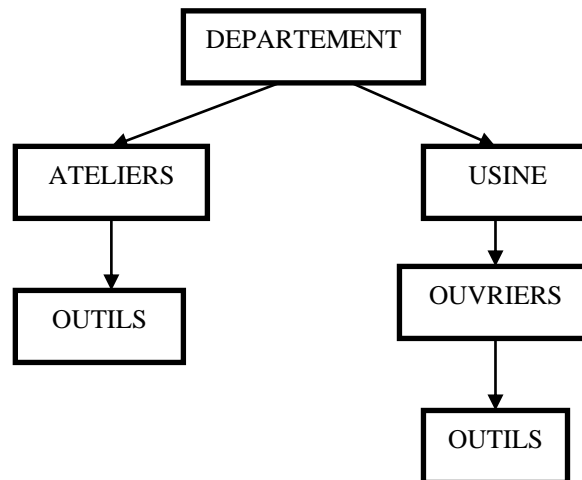 DEPARTEMENT
ATELIERS
USINE
OUVRIERS
OUTILS
OUTILS